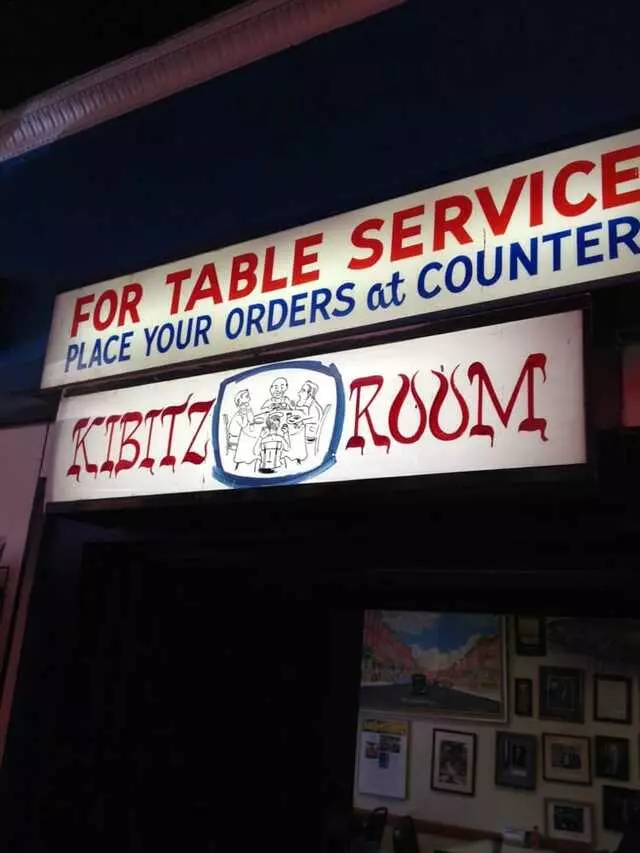 FOR TABLE SERVICE
PLACE YOUR ORDERS at COUNTER
KIBITZ ROOM